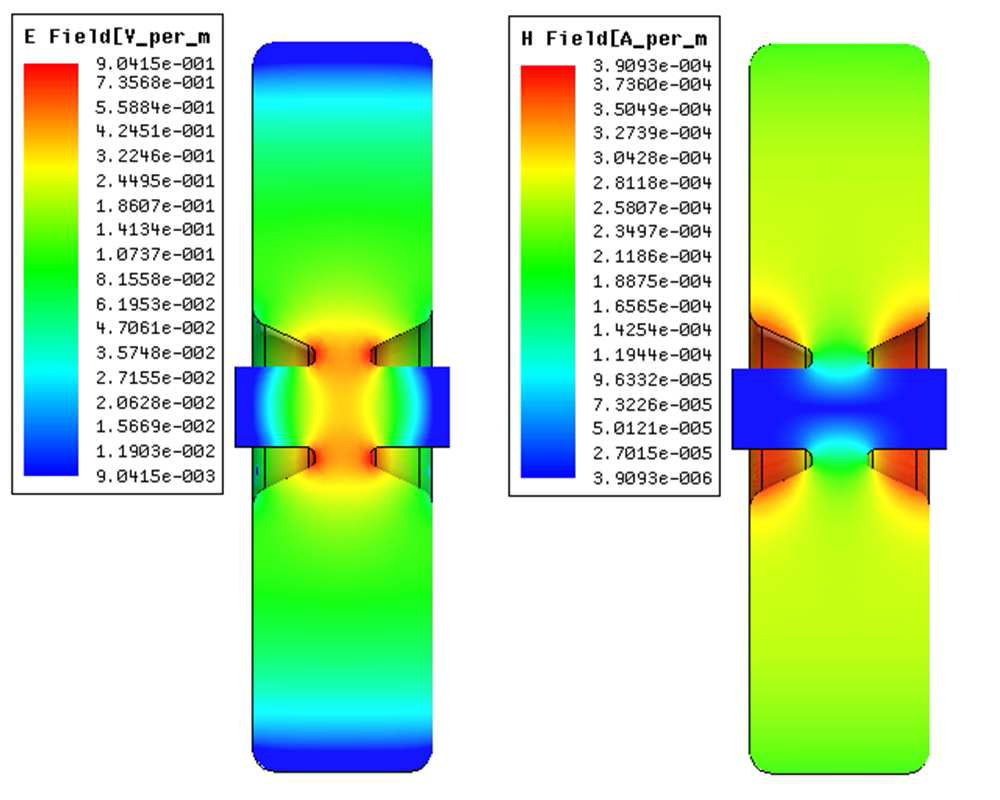 E Field[V_per_m
9.0415e-001
7.3568e-001
5.5884e-001
4.2451e-001
3.2246e-001
2.4495e-001
1.8607e-001
1.4134e-001
1.0737e-001
8.1558e-002
6.1953e-002
4.7061e-002
3.5748e-002
2.7155e-002
2.0628e-002
1.5669e-002
1.1903e-002
9.0415e-003
H Field[A_per_m
3.9093e-004
3.7360e-004
3.5049e-004
3.2739e-004
3.0428e-004
2.8118e-004
2.5807e-004
2.3497e-004
2.1186e-004
1.8875e-004
1.6565e-004
1.4254e-004
1.1944e-004
9.6332e-005
7.3226e-005
5.0121e-005
2.7015e-005
3.9093e-006